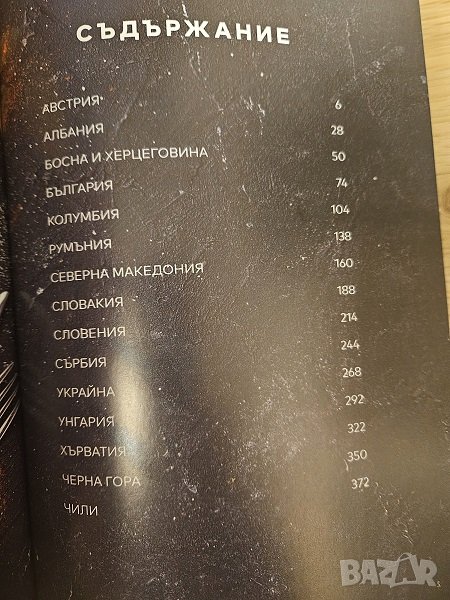 СЪДЪРЖАНИЕ
АВСТРИЯ 6
АЛБАНИЯ 28
БОСНА И ХЕРЦЕГОВИНА 50
БЪЛГАРИЯ 74
КОЛУМБИЯ 104
РУМЪНИЯ 138
СЕВЕРНА МАКЕДОНИЯ 160
СЛОВАКИЯ 188
СЛОВЕНИЯ 214
СЪРБИЯ 244
УКРАЙНА 268
УНГАРИЯ 292
ХЪРВАТИЯ 322
ЧЕРНА ГОРА 350
ЧИЛИ 372
BAZAR